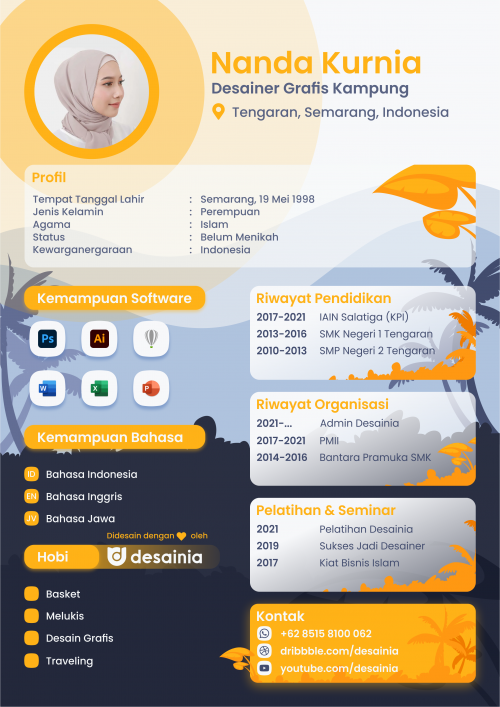 Nanda Kurnia
Desainer Grafis Kampung
Tengaran, Semarang, Indonesia
Profil
Tempat Tanggal Lahir : Semarang, 19 Mei 1998
Jenis Kelamin : Perempuan
Agama : Islam
Status : Belum Menikah
Kewarganergaraan : Indonesia
Kemampuan Software
Ps
Ai
W
X
P
Kemampuan Bahasa
ID Bahasa Indonesia
EN Bahasa Inggris
JV Bahasa Jawa
Didesain dengan oleh
desainia
Hobi
Basket
Melukis
Desain Grafis
Traveling
Riwayat Pendidikan
2017-2021 IAIN Salatiga (KPI)
2013-2016 SMK Negeri 1 Tengaran
2010-2013 SMP Negeri 2 Tengaran
Riwayat Organisasi
2021-... Admin Desainia
2017-2021 PMII
2014-2016 Bantara Pramuka SMK
Pelatihan & Seminar
2021 Pelatihan Desainia
2019 Sukses Jadi Desainer
2017 Kiat Bisnis Islam
Kontak
+62 8515 8100 062
dribbble.com/desainia
youtube.com/desainia